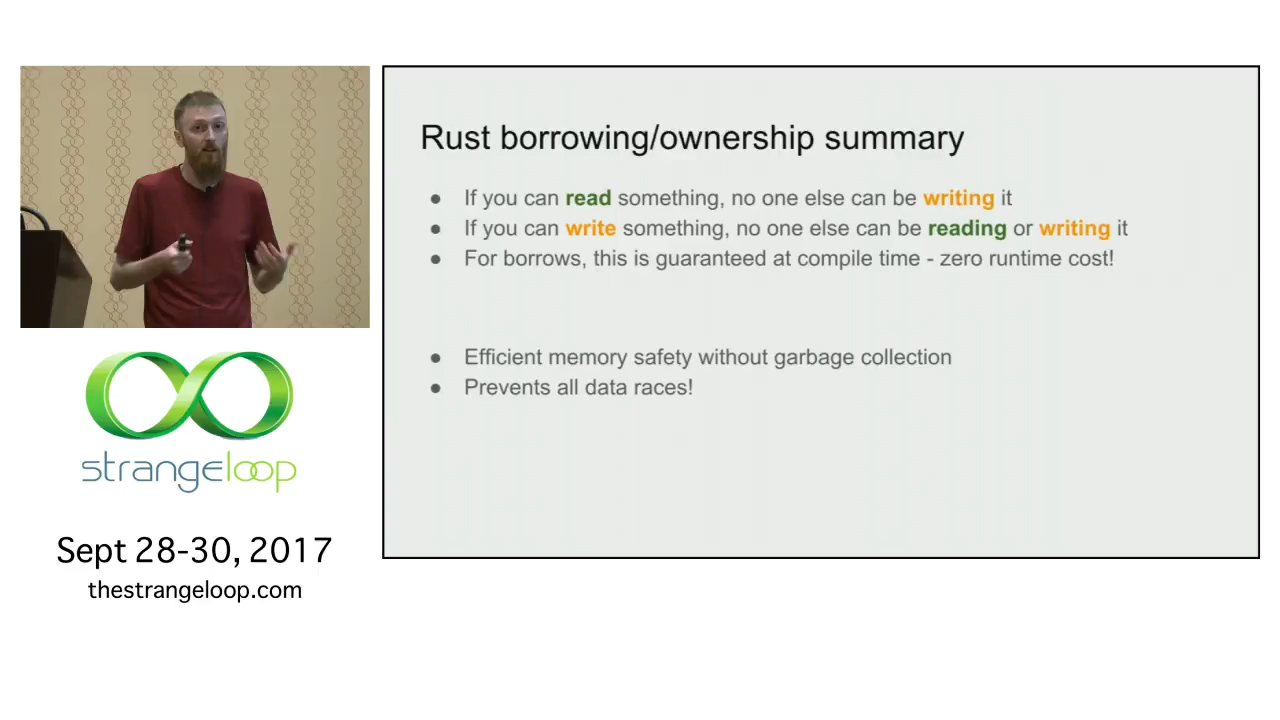 Rust borrowing/ownership summary
● If you can read something, no one else can be writing it
● If you can write something, no one else can be reading or writing it
● For borrows, this is guaranteed at compile time - zero runtime cost!
● Efficient memory safety without garbage collection
● Prevents all data races!
strangeloop
Sept 28-30, 2017
thestrangeloop.com